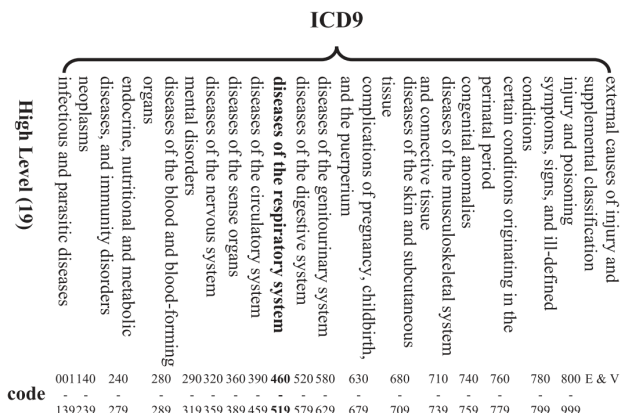 ICD9
High Level (19)
infectious and parasitic diseases
neoplasms
endocrine, nutritional and metabolic
diseases, and immunity disorders
diseases of the blood and blood-forming
organs
mental disorders
diseases of the nervous system
diseases of the sense organs
diseases of the circulatory system
diseases of the respiratory system
diseases of the digestive system
diseases of the genitourinary system
complications of pregnancy, childbirth,
and the puerperium
diseases of the skin and subcutaneous
tissue
diseases of the musculoskeletal system
and connective tissue
congenital anomalies
certain conditions originating in the
perinatal period
symptoms, signs, and ill-defined
conditions
injury and poisoning
external causes of injury and
supplemental classification
code
001 140 240 280 290 320 360 390 460 520 580 630 680 710 740 760 780 800 E & V
- - - - - - - - - - - - - - - - - -
139 239 279 289 319 359 389 459 519 579 629 679 709 739 759 779 799 999